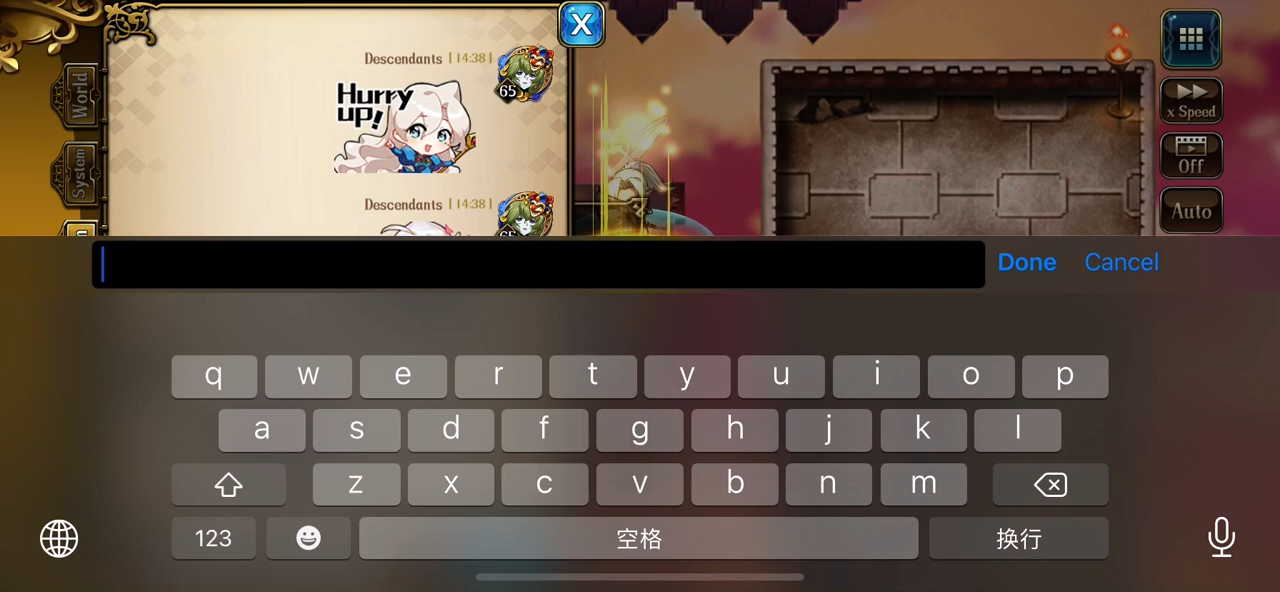 X
World
System
Descendants | 14:38 |
65
Hurry
up!
Descendants | 14:38 |
x Speed
Off
Auto
Done
Cancel
q w e r t y u i o p
a s d f g h j k l
z x c v b n m
123
空格
换行